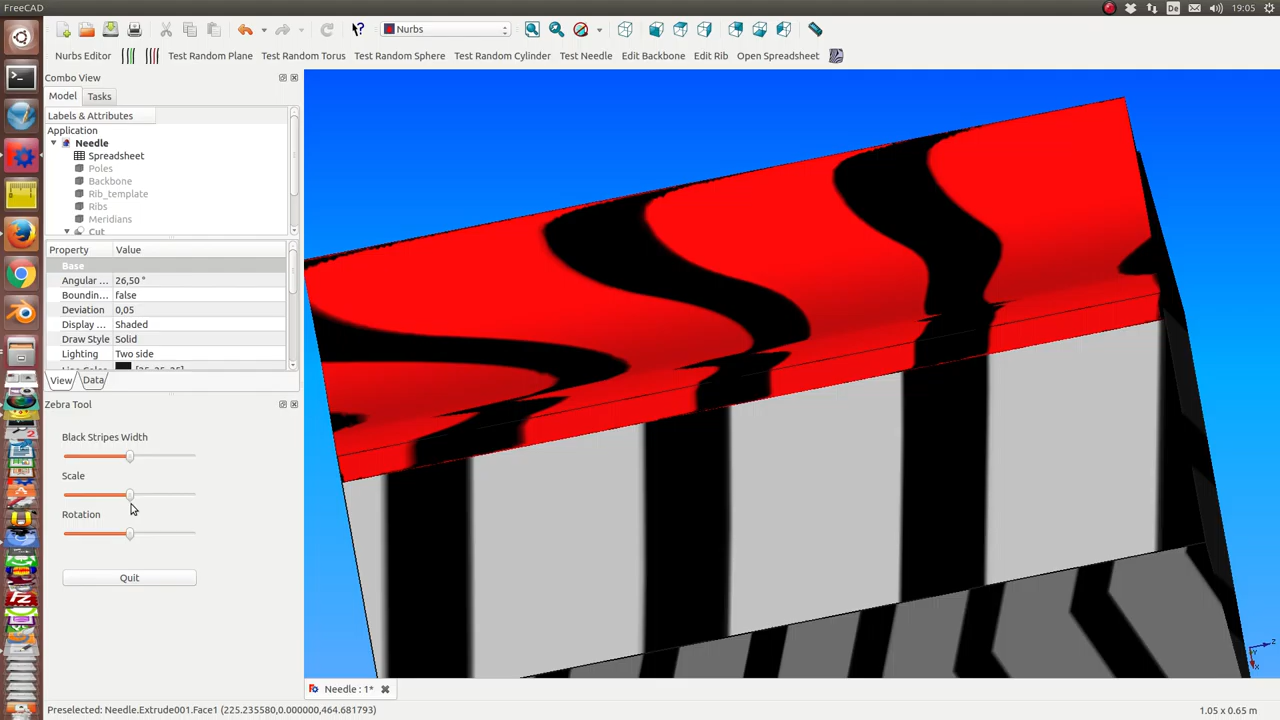 FreeCAD
De
19:05
Nurbs
Nurbs Editor
Test Random Plane
Test Random Torus
Test Random Sphere
Test Random Cylinder
Test Needle
Edit Backbone
Edit Rib
Open Spreadsheet
Combo View
Model
Tasks
Labels & Attributes
Application
Needle
Spreadsheet
Poles
Backbone
Rib_template
Ribs
Meridians
Cut
Property Value
Base
Angular ... 26,50 °
Boundin... false
Deviation 0,05
Display ... Shaded
Draw Style Solid
Lighting Two side
View
Data
Zebra Tool
Black Stripes Width
Scale
Rotation
Quit
Needle : 1*
Preselected: Needle.Extrude001.Face1 (225.235580,0.000000,464.681793)
1.05 x 0.65 m